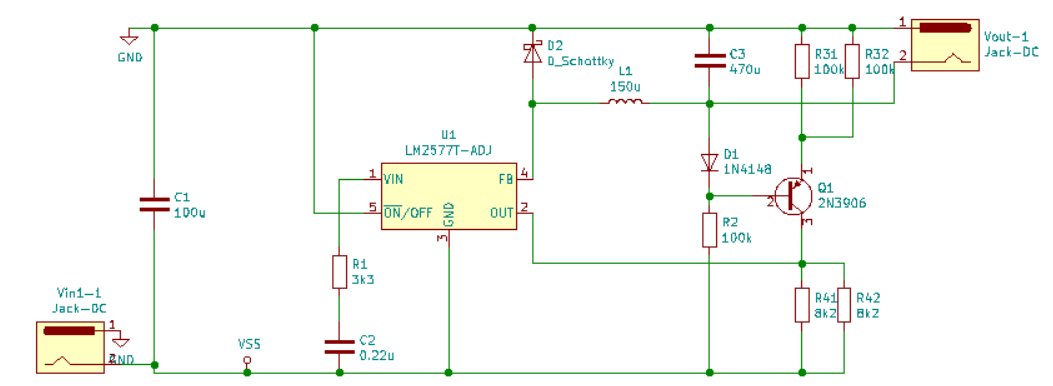 GND
D2
D_Schottky
L1
150u
C3
470u
R31
100k
R32
100k
1
2
Vout-1
Jack-DC
U1
LM2577T-ADJ
1
VIN
FB
4
5
ON/OFF
GND
OUT
2
3
D1
1N4148
1
2
3
Q1
2N3906
C1
100u
R2
100k
R1
3k3
R41
8k2
R42
8k2
Vin1-1
Jack-DC
1
2
GND
VSS
C2
0.22u